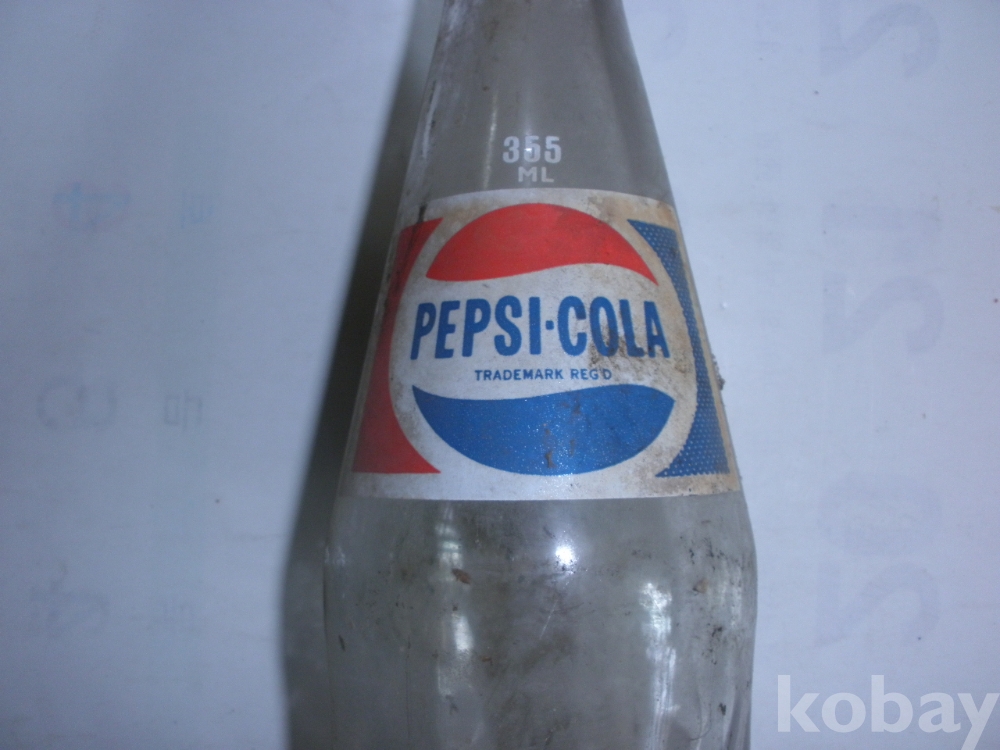 355
ML
PEPSI·COLA
TRADEMARK REG'D
kobay